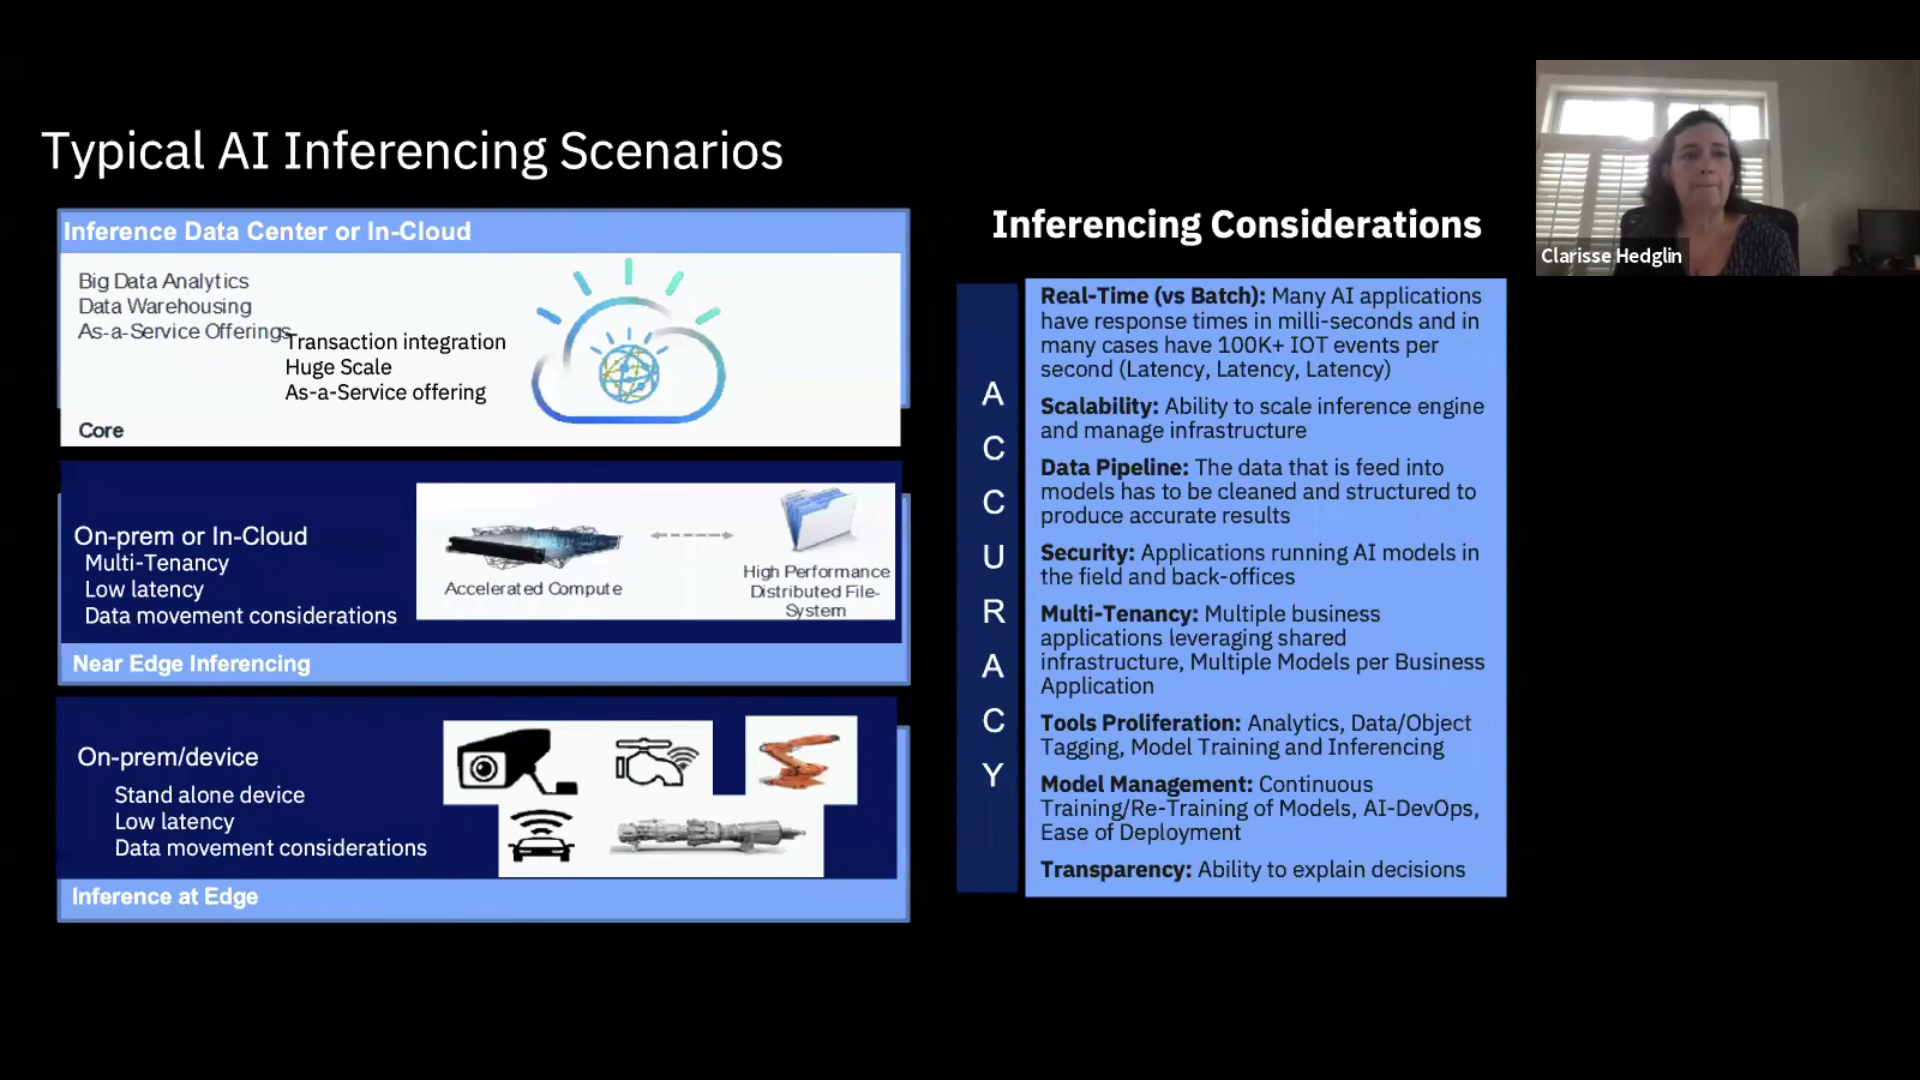 Typical AI Inferencing Scenarios
Inference Data Center or In-Cloud
Big Data Analytics
Data Warehousing
As-a-Service Offerings
Transaction integration
Huge Scale
As-a-Service offering
Core
On-prem or In-Cloud
Multi-Tenancy
Low latency
Data movement considerations
Accelerated Compute
High Performance
Distributed File-
System
Near Edge Inferencing
On-prem/device
Stand alone device
Low latency
Data movement considerations
Inference at Edge
Inferencing Considerations
A
C
C
U
R
A
C
Y
Real-Time (vs Batch): Many AI applications
have response times in milli-seconds and in
many cases have 100K+ IOT events per
second (Latency, Latency, Latency)
Scalability: Ability to scale inference engine
and manage infrastructure
Data Pipeline: The data that is feed into
models has to be cleaned and structured to
produce accurate results
Security: Applications running AI models in
the field and back-offices
Multi-Tenancy: Multiple business
applications leveraging shared
infrastructure, Multiple Models per Business
Application
Tools Proliferation: Analytics, Data/Object
Tagging, Model Training and Inferencing
Model Management: Continuous
Training/Re-Training of Models, AI-DevOps,
Ease of Deployment
Transparency: Ability to explain decisions
Clarisse Hedglin